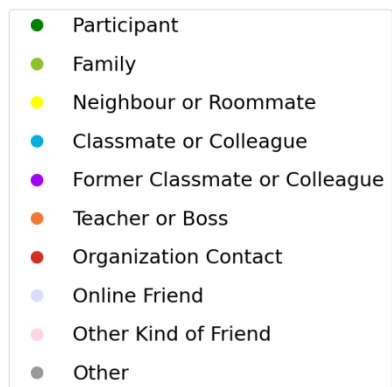 Participant
Family
Neighbour or Roommate
Classmate or Colleague
Former Classmate or Colleague
Teacher or Boss
Organization Contact
Online Friend
Other Kind of Friend
Other